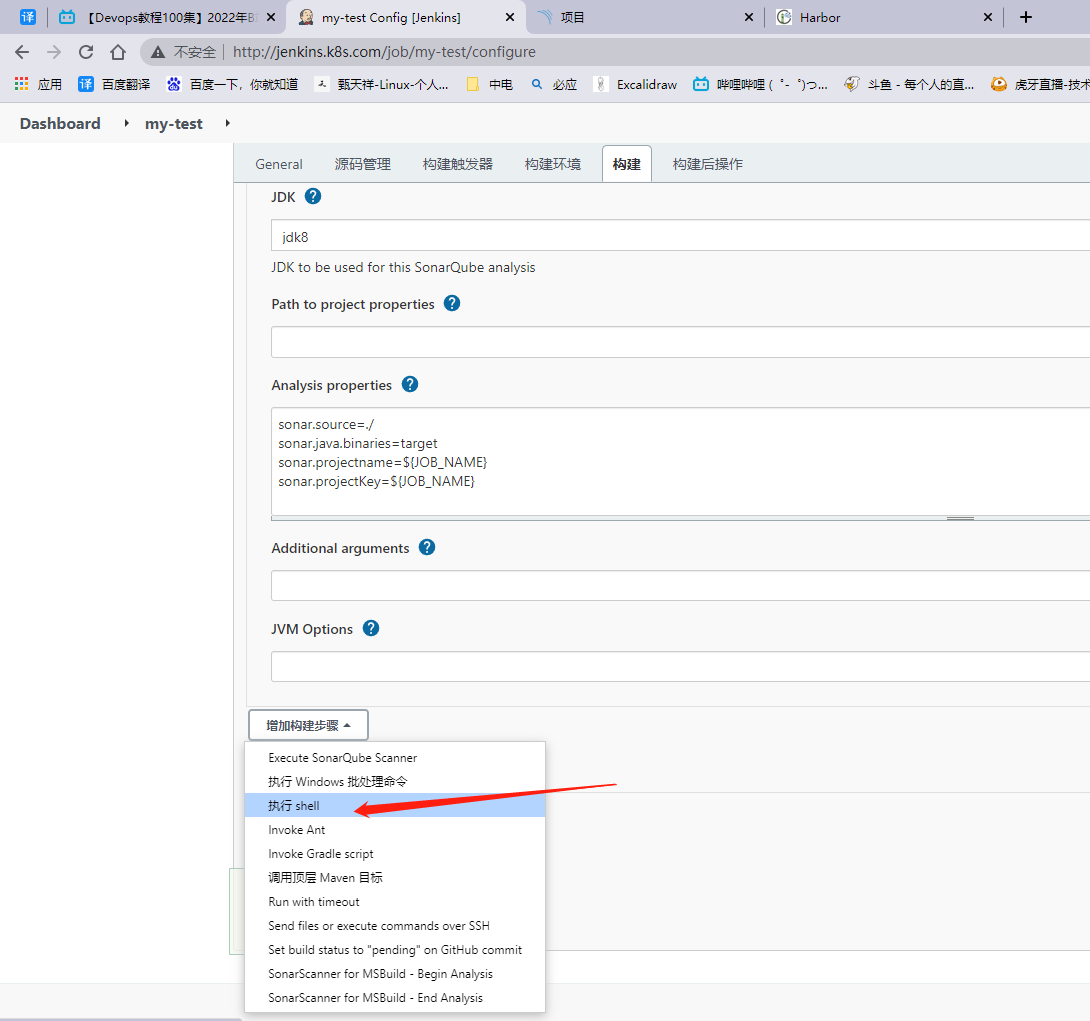 译 【Devops教程100集】2022年B my-test Config [Jenkins] 项目 Harbor
不安全 http://jenkins.k8s.com/job/my-test/configure
应用 译 百度翻译 百度一下，你就知道 甄天祥-Linux-个人... 中电 必应 Excalidraw 哔哩哔哩 (゜-゜)つ... 斗鱼 - 每个人的直... 虎牙直播-技术
Dashboard my-test
General 源码管理 构建触发器 构建环境 构建 构建后操作
JDK ?
jdk8
JDK to be used for this SonarQube analysis
Path to project properties ?
Analysis properties ?
sonar.source=./
sonar.java.binaries=target
sonar.projectname=${JOB_NAME}
sonar.projectKey=${JOB_NAME}
Additional arguments ?
JVM Options ?
增加构建步骤
Execute SonarQube Scanner
执行 Windows 批处理命令
执行 shell
Invoke Ant
Invoke Gradle script
调用顶层 Maven 目标
Run with timeout
Send files or execute commands over SSH
Set build status to "pending" on GitHub commit
SonarScanner for MSBuild - Begin Analysis
SonarScanner for MSBuild - End Analysis